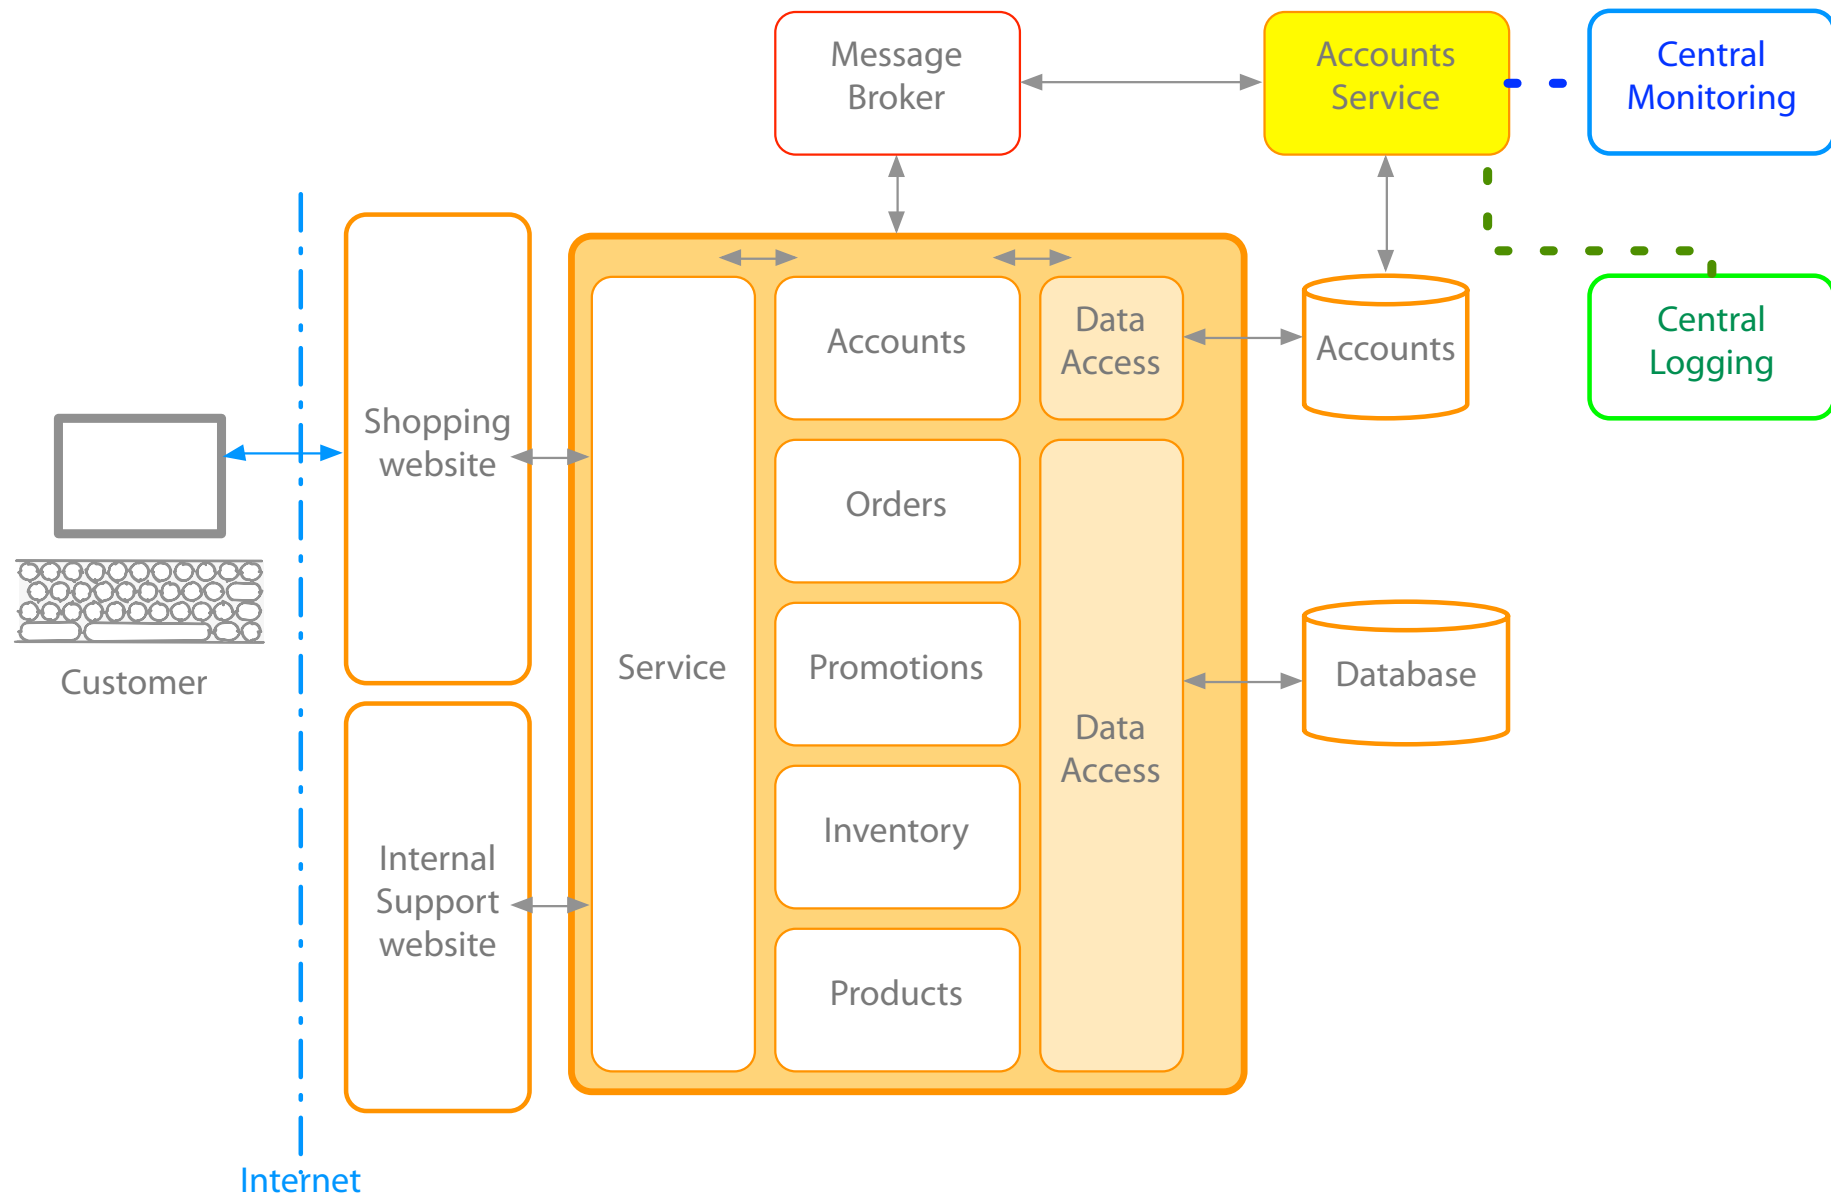 Message
Broker
Accounts
Service
Central
Monitoring
Accounts
Data
Access
Accounts
Central
Logging
Shopping
website
Orders
Customer
Service
Promotions
Database
Data
Access
Internal
Support
website
Inventory
Products
Internet